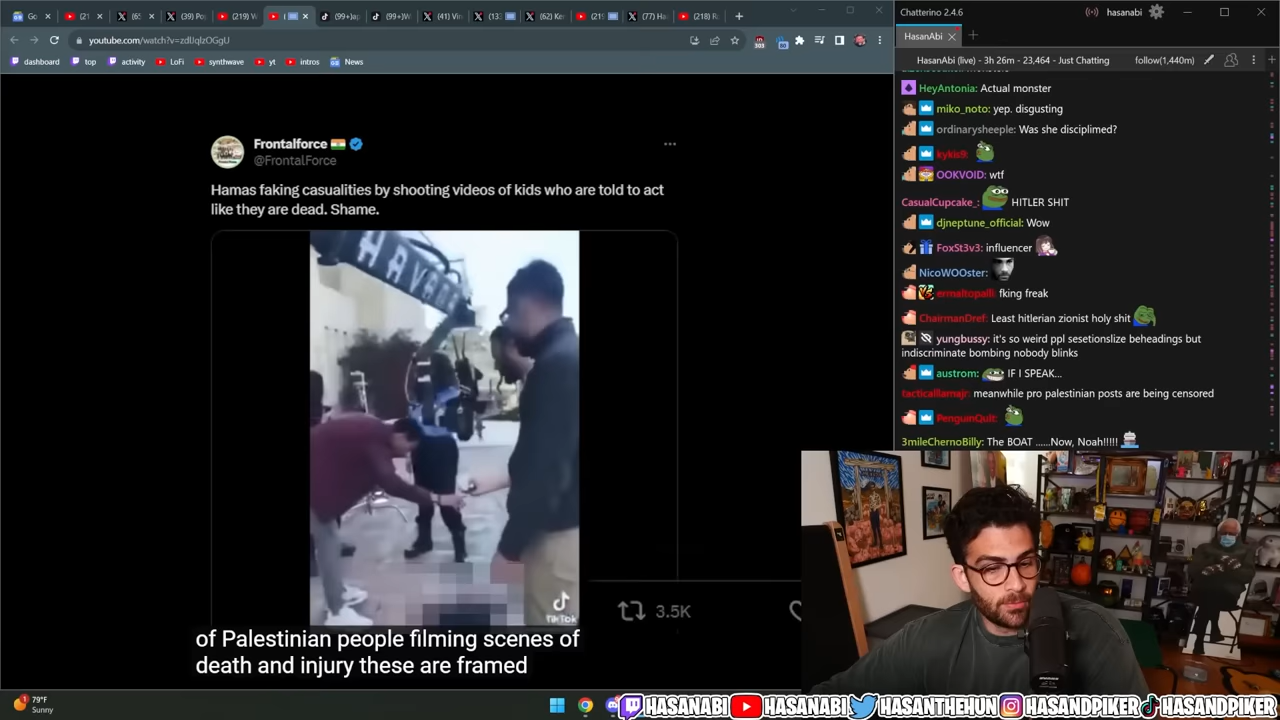 youtube.com/watch?v=zdlJqlzOGgU
dashboard
top
activity
LoFi
synthwave
yt
intros
News
Frontalforce
@FrontalForce
Hamas faking casualities by shooting videos of kids who are told to act
like they are dead. Shame.
TikTok
3.5K
of Palestinian people filming scenes of
death and injury these are framed
79°F
Sunny
Chatterino 2.4.6
hasanabi
HasanAbi
HasanAbi (live) - 3h 26m - 23,464 - Just Chatting
follow(1,440m)
HeyAntonia: Actual monster
miko_noto: yep. disgusting
ordinarysheeple: Was she disciplimed?
kykis9:
OOKVOID: wtf
CasualCupcake_: HITLER SHIT
djneptune_official: Wow
FoxSt3v3: influencer
NicoWOOster:
ermaltopalli: fking freak
ChairmanDref: Least hitlerian zionist holy shit
yungbussy: it's so weird ppl sesetionslize beheadings but
indiscriminate bombing nobody blinks
austrom: IF I SPEAK...
tacticalllamajr: meanwhile pro palestinian posts are being censored
PenguinQuit:
3mileChernoBilly: The BOAT ......Now, Noah!!!!!
HASANABI HASANABI HASANTHEHUN HASANDPIKER HASANDPIKER